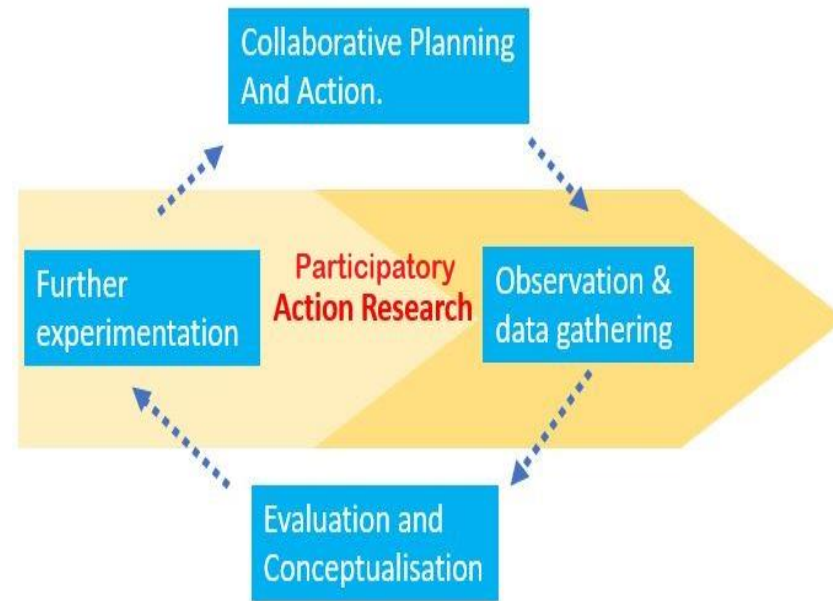 Collaborative Planning
And Action.
Further
experimentation
Participatory
Action Research
Observation &
data gathering
Evaluation and
Conceptualisation